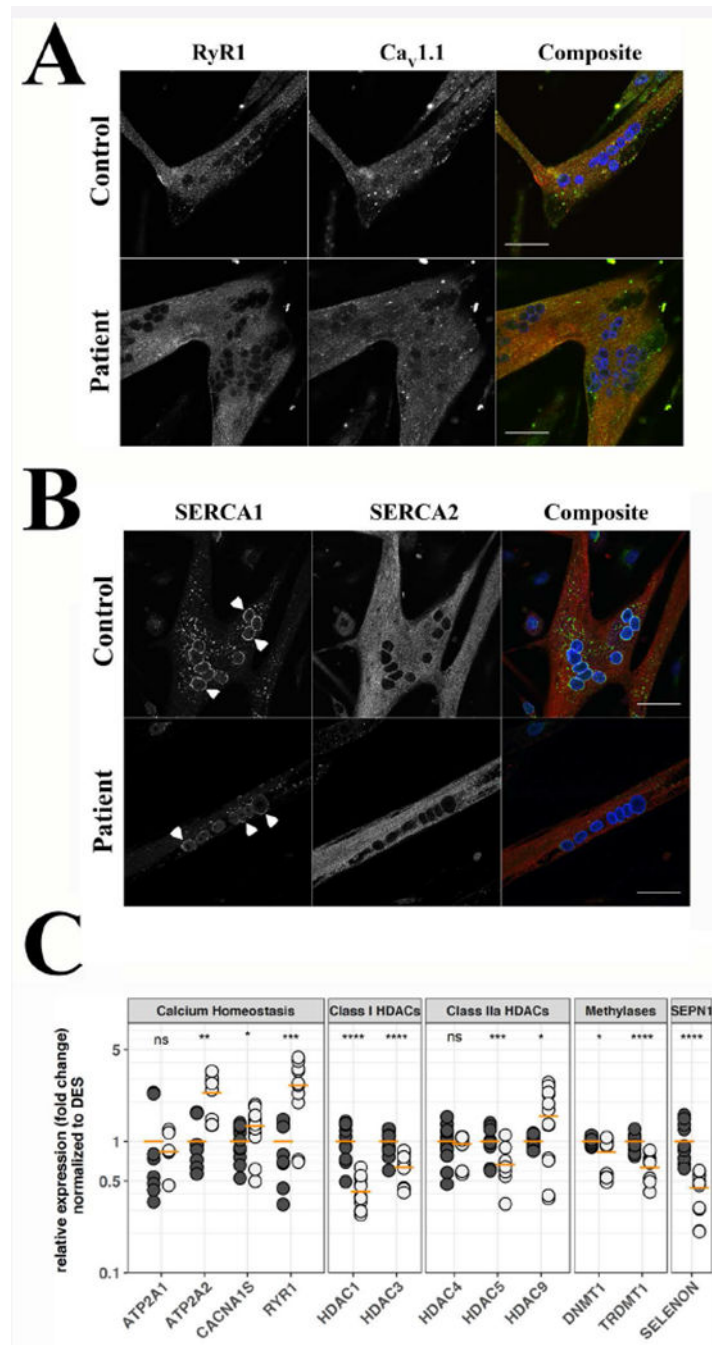 A
RyR1 Cav1.1 Composite
Control
Patient
B
SERCA1 SERCA2 Composite
Control
Patient
C
Calcium Homeostasis Class I HDACs Class IIa HDACs Methylases SEPN1
ns ** * *** **** **** ns *** * * **** ****
relative expression (fold change)
normalized to DES
5
1
0.5
0.1
ATP2A1 ATP2A2 CACNA1S RYR1 HDAC1 HDAC3 HDAC4 HDAC5 HDAC9 DNMT1 TRDMT1 SELENON